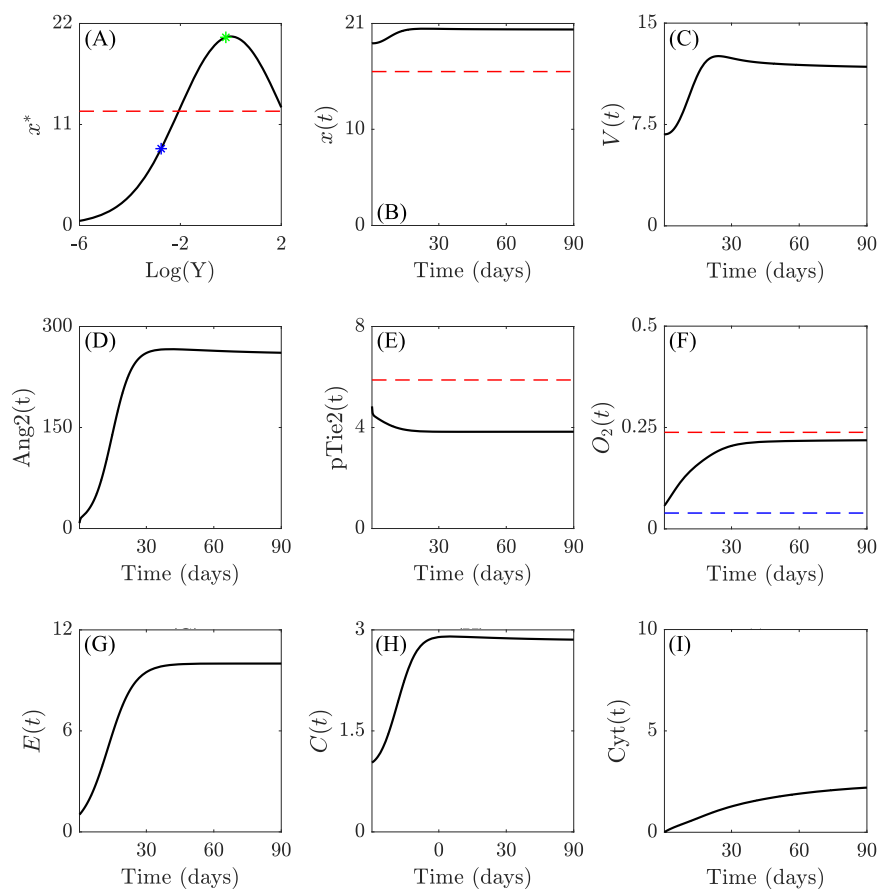 (A)
22
11
0
x*
-6
-2
2
Log(Y)
(B)
21
10
0
x(t)
30
60
90
Time (days)
(C)
15
7.5
0
V(t)
30
60
90
Time (days)
(D)
300
150
0
Ang2(t)
30
60
90
Time (days)
(E)
8
4
0
pTie2(t)
30
60
90
Time (days)
(F)
0.5
0.25
0
O₂(t)
30
60
90
Time (days)
(G)
12
6
0
E(t)
30
60
90
Time (days)
(H)
3
1.5
0
C(t)
0
60
90
Time (days)
(I)
10
5
0
Cyt(t)
30
60
90
Time (days)